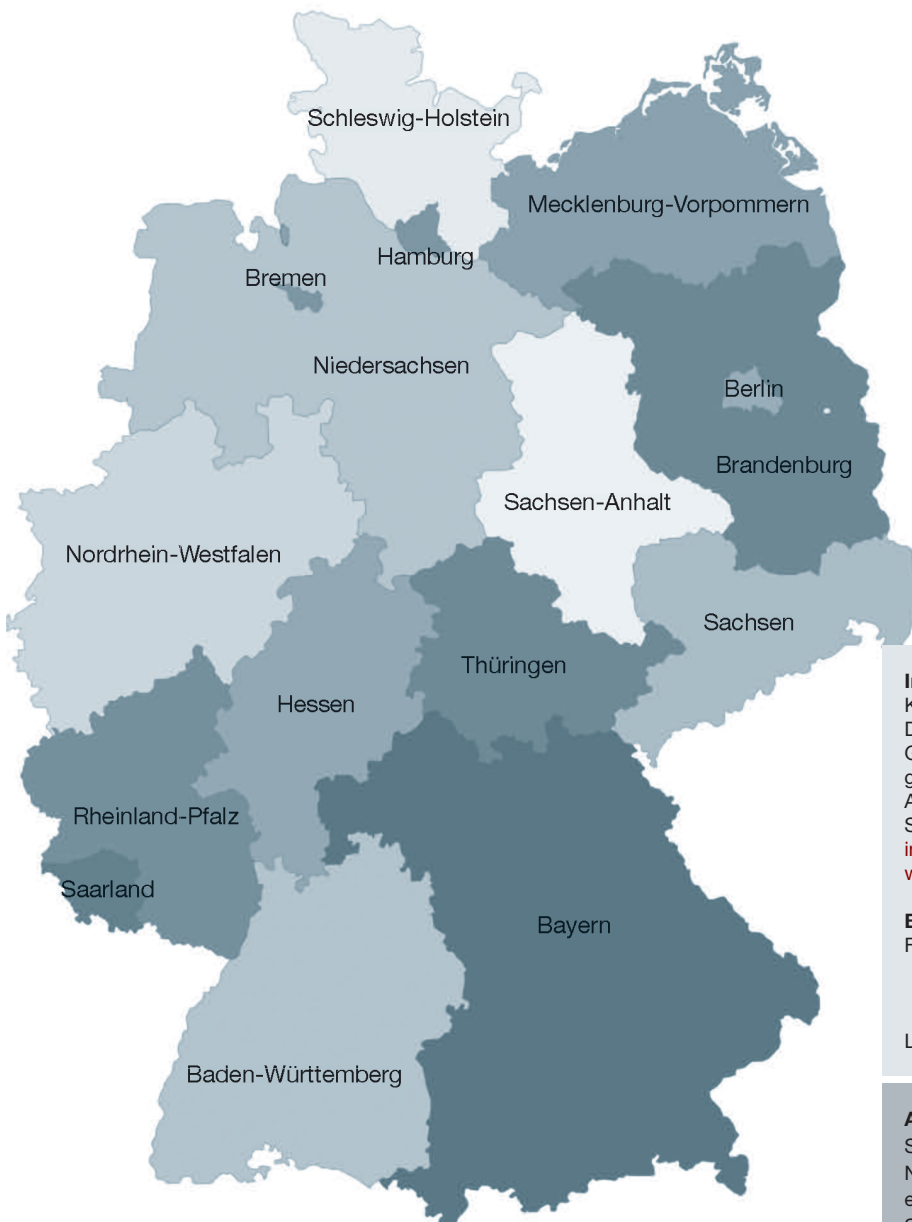 Schleswig-Holstein
Mecklenburg-Vorpommern
Hamburg
Bremen
Niedersachsen
Berlin
Brandenburg
Sachsen-Anhalt
Nordrhein-Westfalen
Sachsen
Thüringen
Hessen
Rheinland-Pfalz
Saarland
Bayern
Baden-Württemberg